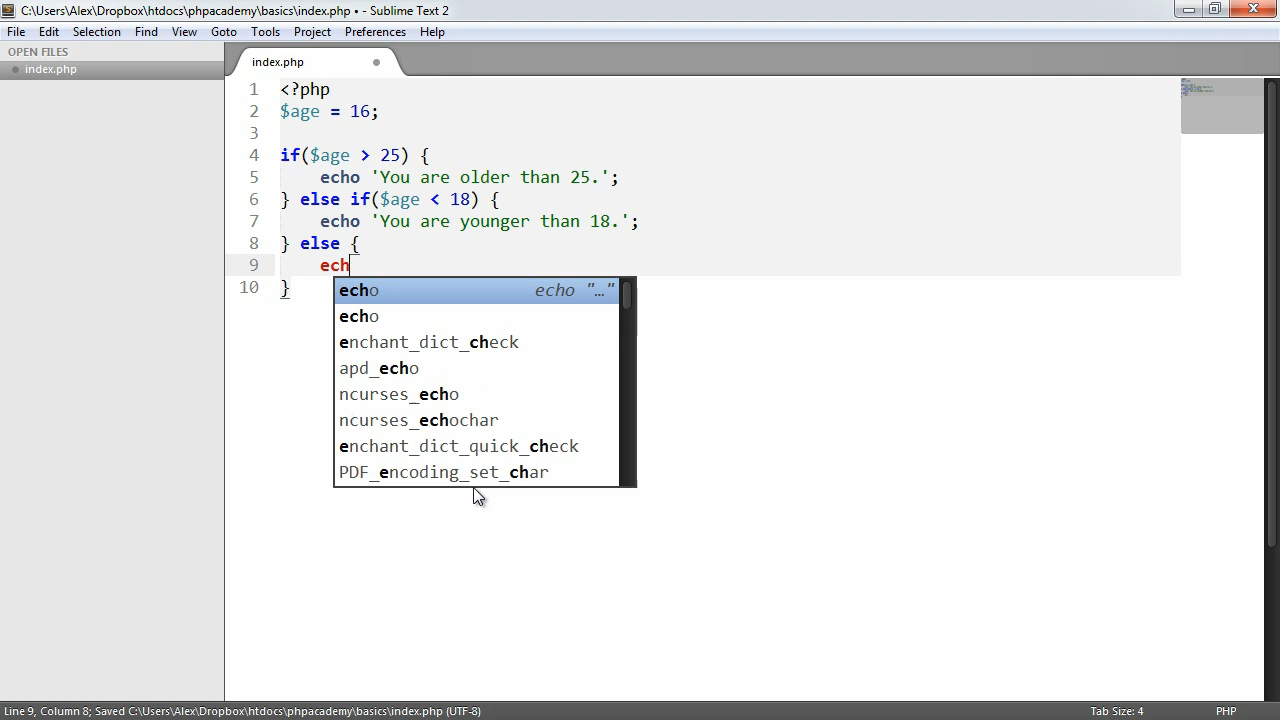 C:\Users\Alex\Dropbox\htdocs\phpacademy\basics\index.php • - Sublime Text 2
File Edit Selection Find View Goto Tools Project Preferences Help
OPEN FILES
index.php
index.php
1 <?php
2 $age = 16;
3
4 if($age > 25) {
5 echo 'You are older than 25.';
6 } else if($age < 18) {
7 echo 'You are younger than 18.';
8 } else {
9 ech
10 }
echo echo "…"
echo
enchant_dict_check
apd_echo
ncurses_echo
ncurses_echochar
enchant_dict_quick_check
PDF_encoding_set_char
Line 9, Column 8; Saved C:\Users\Alex\Dropbox\htdocs\phpacademy\basics\index.php (UTF-8) Tab Size: 4 PHP